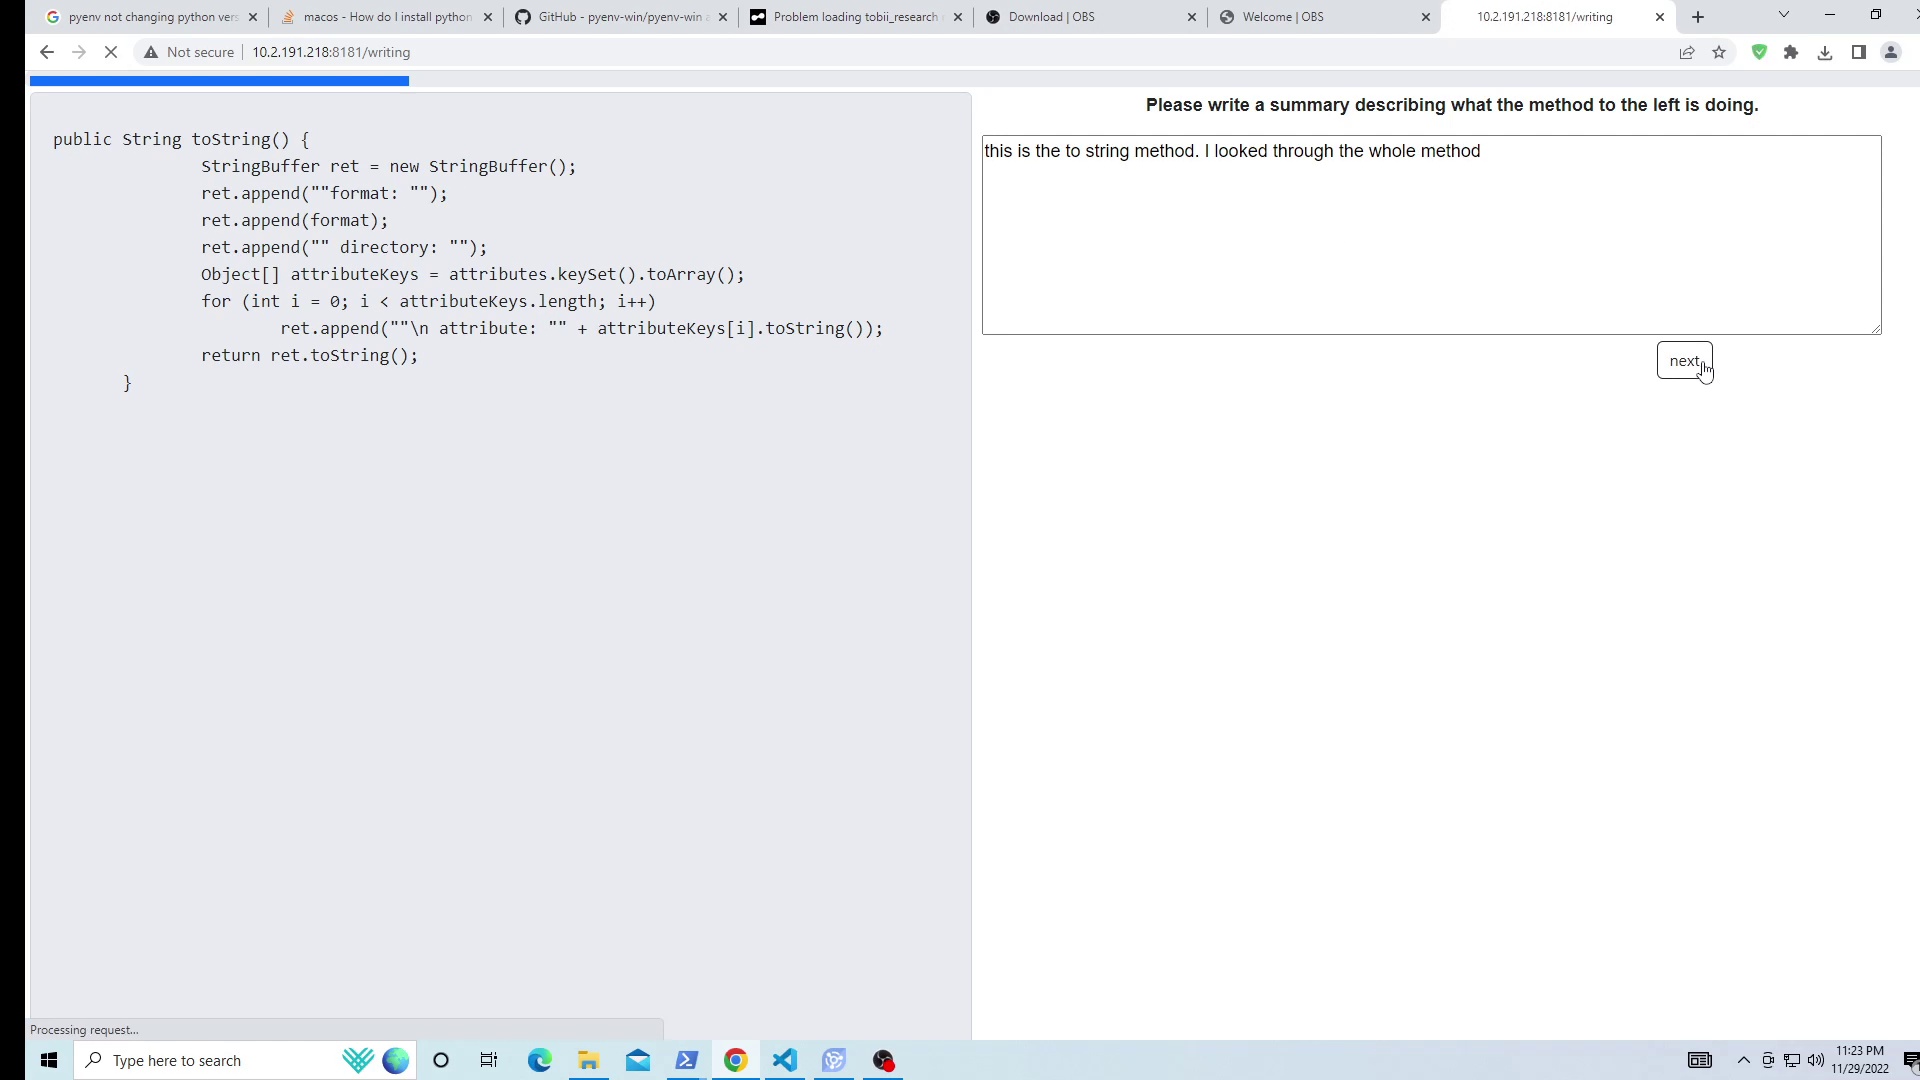 pyenv not changing python vers
macos - How do I install python
GitHub - pyenv-win/pyenv-win a
Problem loading tobii_research
Download | OBS
Welcome | OBS
10.2.191.218:8181/writing
Not secure
10.2.191.218:8181/writing
public String toString() {
StringBuffer ret = new StringBuffer();
ret.append(""format: "");
ret.append(format);
ret.append("" directory: "");
Object[] attributeKeys = attributes.keySet().toArray();
for (int i = 0; i < attributeKeys.length; i++)
ret.append(""\n attribute: "" + attributeKeys[i].toString());
return ret.toString();
}
Please write a summary describing what the method to the left is doing.
this is the to string method. I looked through the whole method
next
Processing request...
Type here to search
11:23 PM
11/29/2022